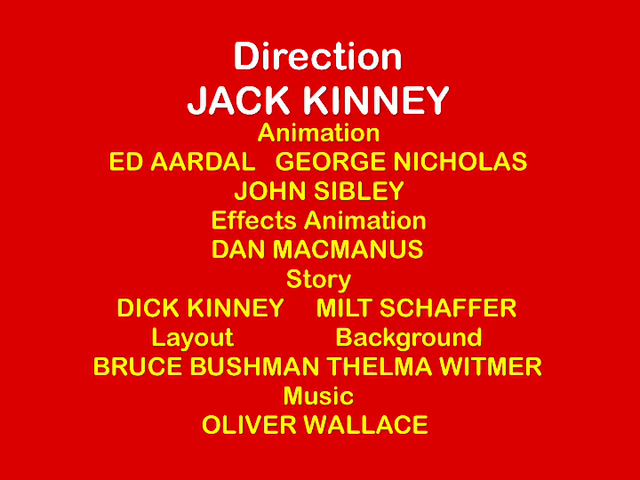 Direction
JACK KINNEY
Animation
ED AARDAL GEORGE NICHOLAS
JOHN SIBLEY
Effects Animation
DAN MACMANUS
Story
DICK KINNEY MILT SCHAFFER
Layout Background
BRUCE BUSHMAN THELMA WITMER
Music
OLIVER WALLACE